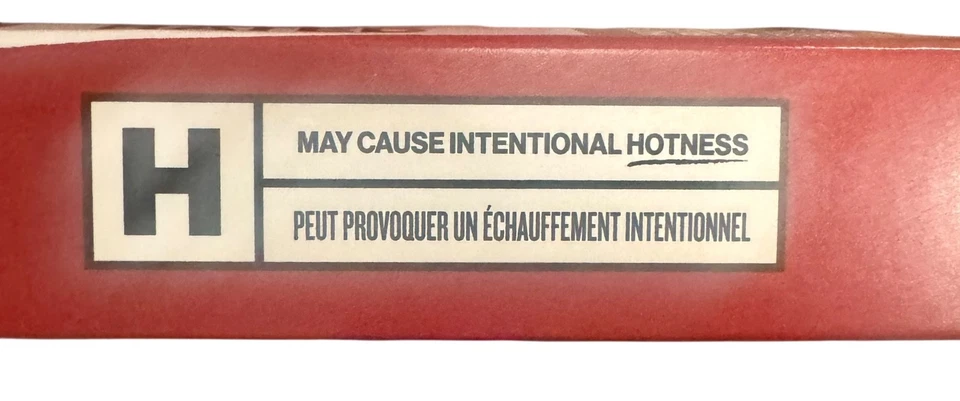 H
MAY CAUSE INTENTIONAL HOTNESS
PEUT PROVOQUER UN ÉCHAUFFEMENT INTENTIONNEL